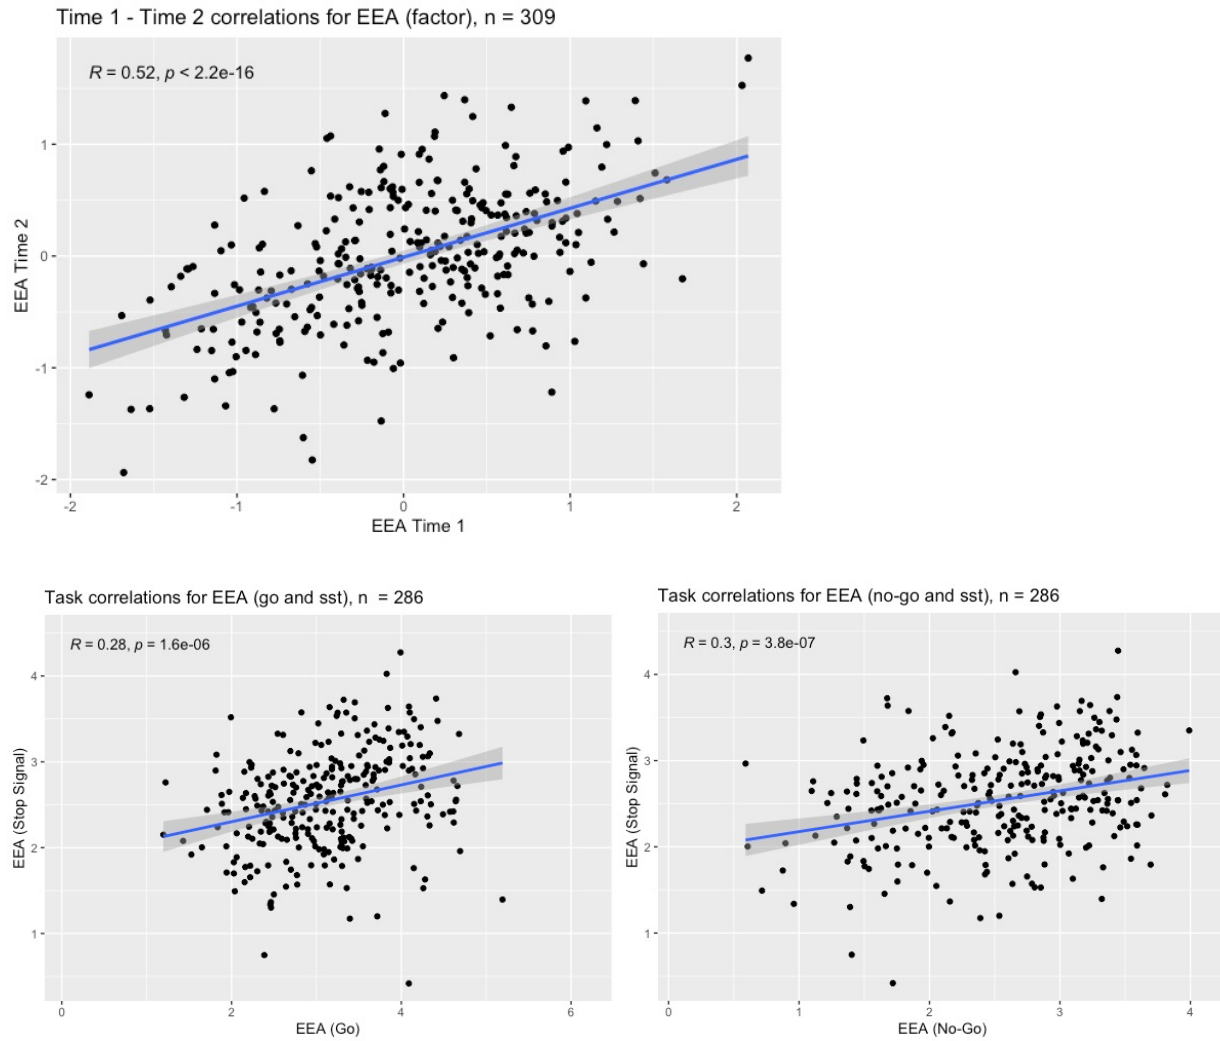 Time 1 - Time 2 correlations for EEA (factor), n = 309
R = 0.52, p < 2.2e-16
1
0
-1
-2
EEA Time 2
-2 -1 0 1 2
EEA Time 1
Task correlations for EEA (go and sst), n = 286
R = 0.28, p = 1.6e-06
4
3
2
1
EEA (Stop Signal)
0 2 4 6
EEA (Go)
Task correlations for EEA (no-go and sst), n = 286
R = 0.3, p = 3.8e-07
4
3
2
1
EEA (Stop Signal)
0 1 2 3 4
EEA (No-Go)